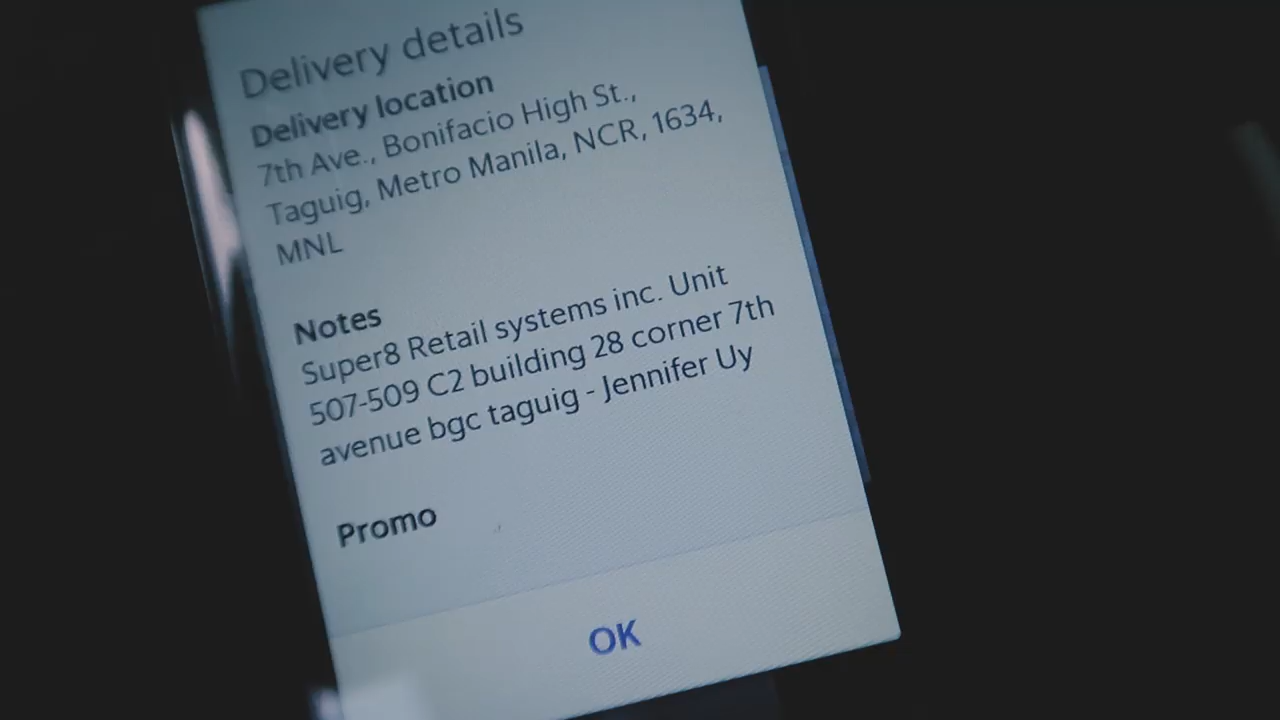 Delivery details
Delivery location
7th Ave., Bonifacio High St.,
Taguig, Metro Manila, NCR, 1634,
MNL
Notes
Super8 Retail systems inc. Unit
507-509 C2 building 28 corner 7th
avenue bgc taguig - Jennifer Uy
Promo
OK